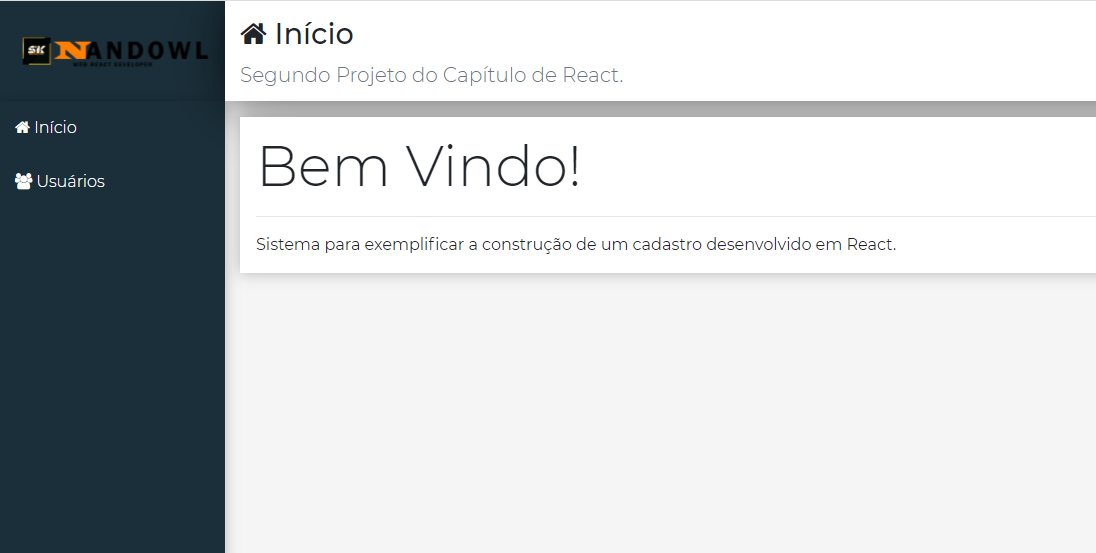 SK NANDOWL
WEB REACT DEVELOPER
Início
Usuários
Início
Segundo Projeto do Capítulo de React.
Bem Vindo!
Sistema para exemplificar a construção de um cadastro desenvolvido em React.